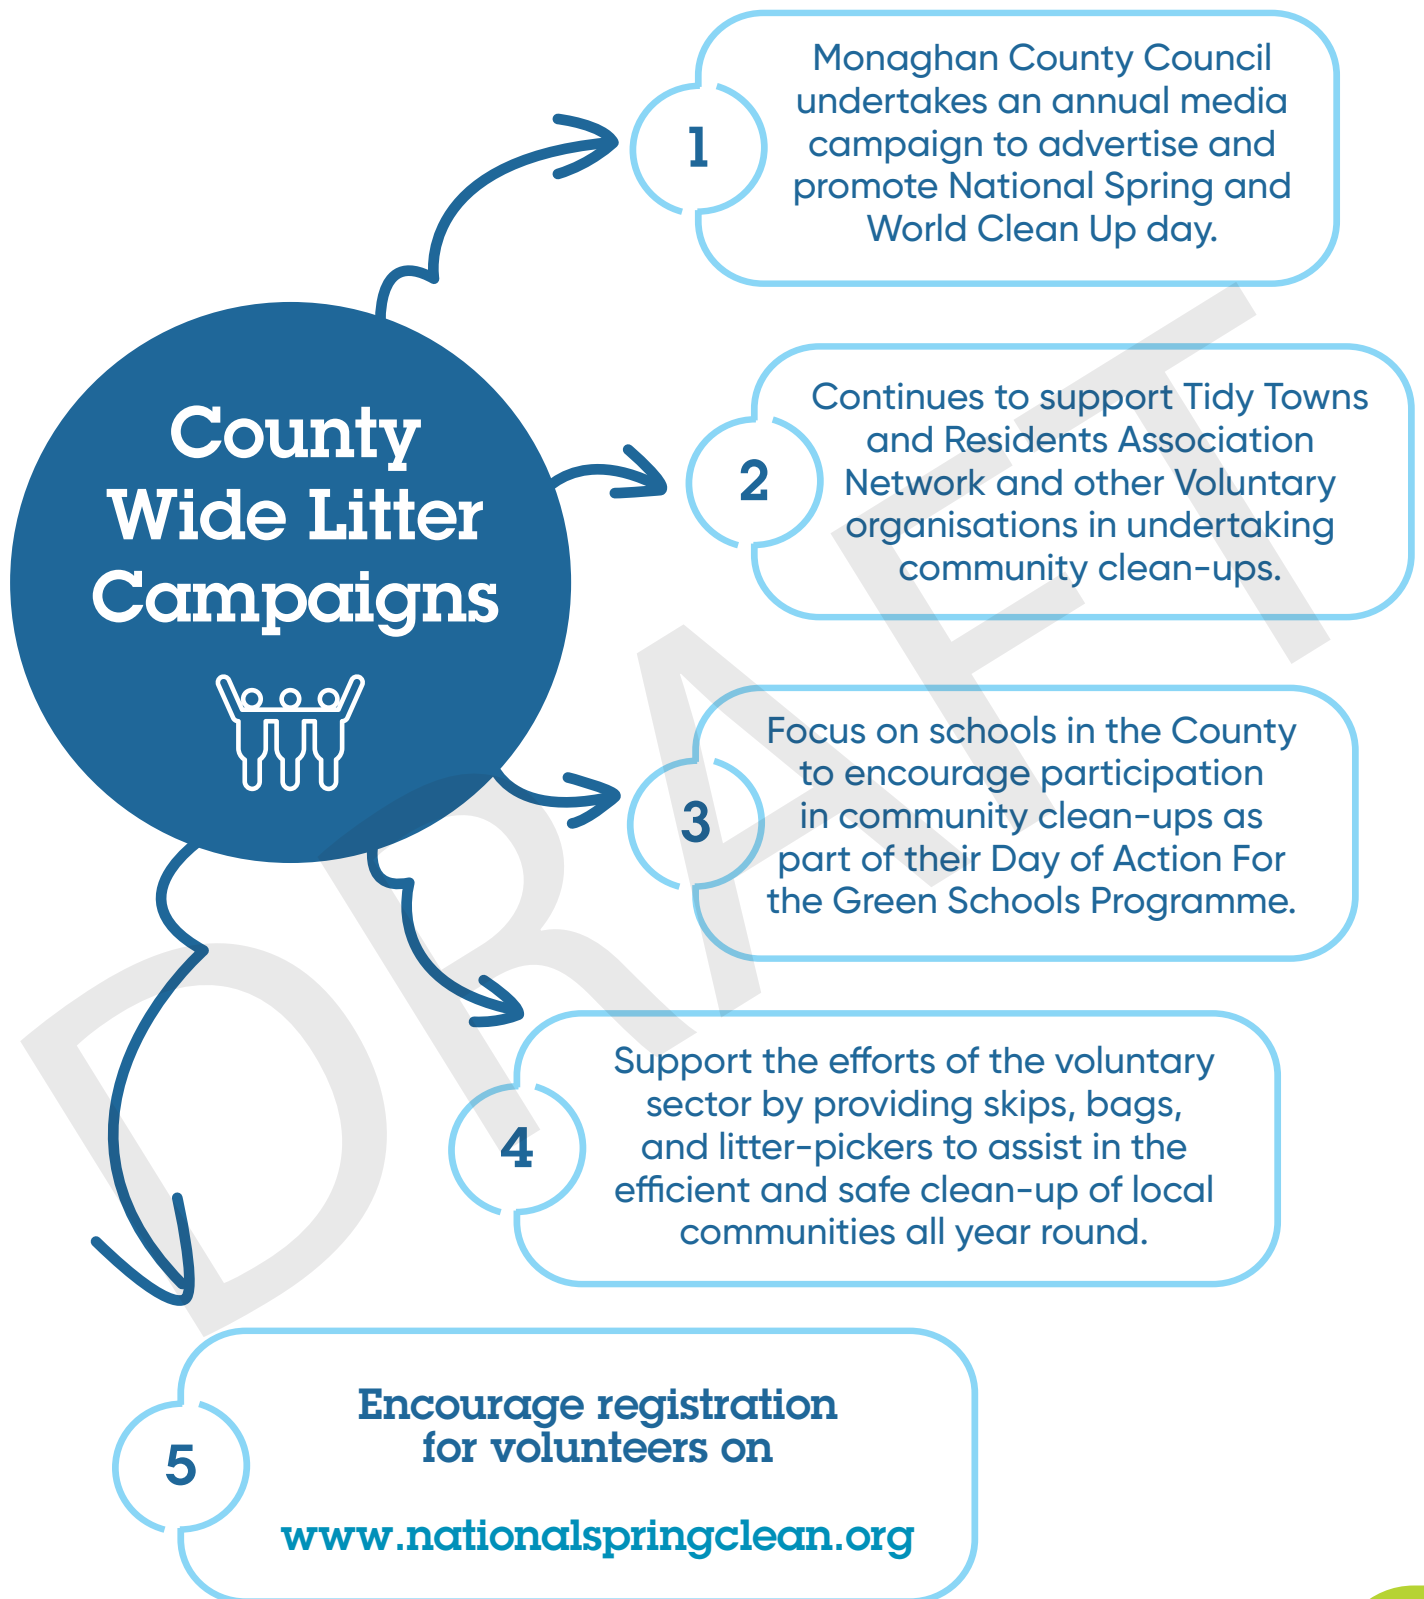 County
Wide Litter
Campaigns
1
Monaghan County Council
undertakes an annual media
campaign to advertise and
promote National Spring and
World Clean Up day.
2
Continues to support Tidy Towns
and Residents Association
Network and other Voluntary
organisations in undertaking
community clean-ups.
3
Focus on schools in the County
to encourage participation
in community clean-ups as
part of their Day of Action For
the Green Schools Programme.
4
Support the efforts of the voluntary
sector by providing skips, bags,
and litter-pickers to assist in the
efficient and safe clean-up of local
communities all year round.
5
Encourage registration
for volunteers on
www.nationalspringclean.org
DRAFT